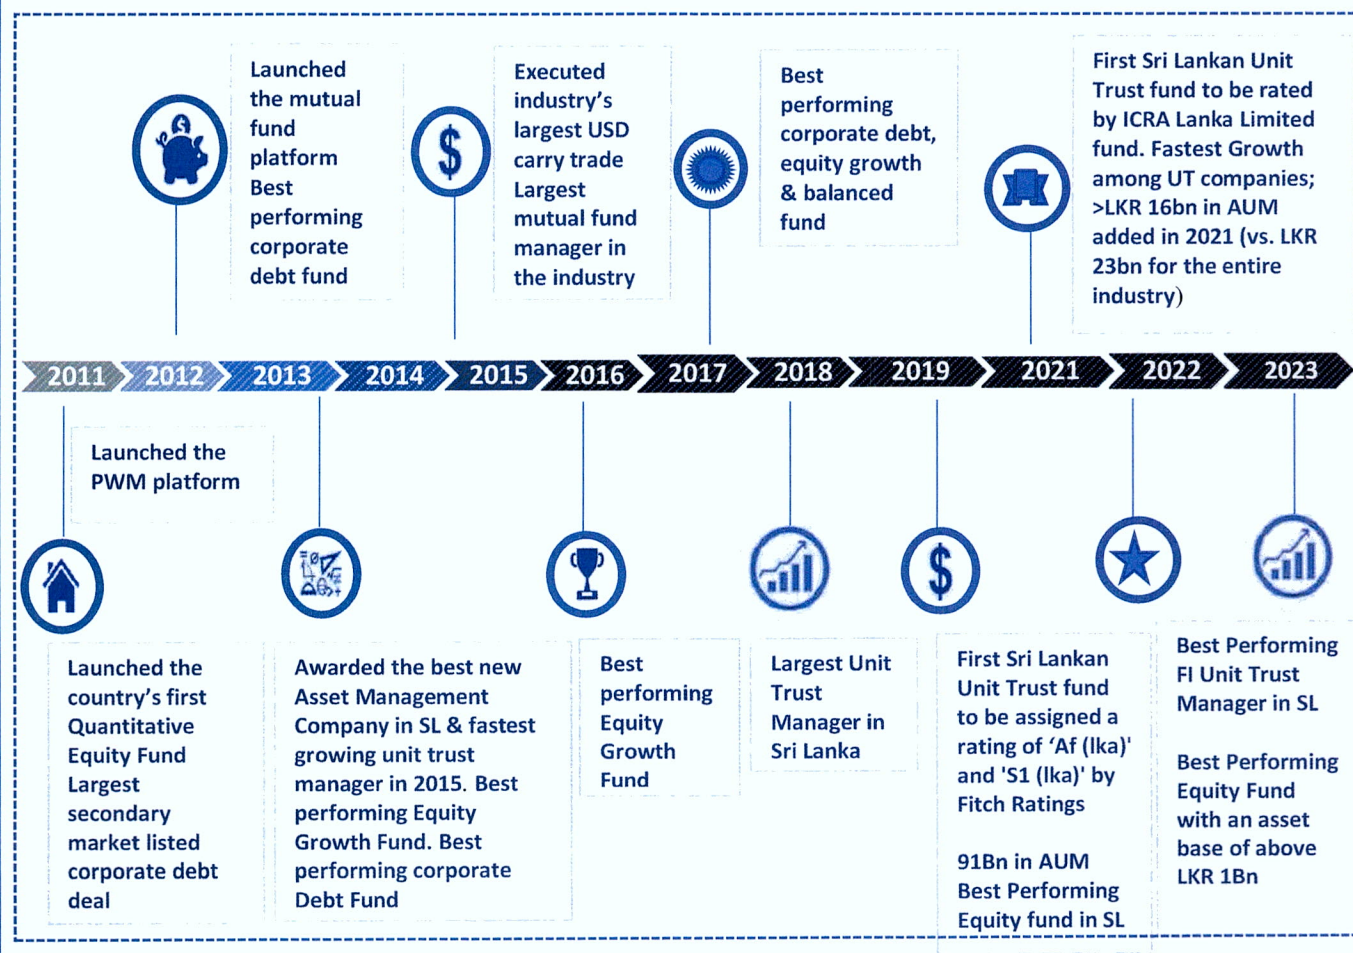 Launched
the mutual
fund
platform
Best
performing
corporate
debt fund
Executed
industry's
largest USD
carry trade
Largest
mutual fund
manager in
the industry
Best
performing
corporate debt,
equity growth
& balanced
fund
First Sri Lankan Unit
Trust fund to be rated
by ICRA Lanka Limited
fund. Fastest Growth
among UT companies;
>LKR 16bn in AUM
added in 2021 (vs. LKR
23bn for the entire
industry)
2011
2012
2013
2014
2015
2016
2017
2018
2019
2021
2022
2023
Launched the
PWM platform
Launched the
country's first
Quantitative
Equity Fund
Largest
secondary
market listed
corporate debt
deal
Awarded the best new
Asset Management
Company in SL & fastest
growing unit trust
manager in 2015. Best
performing Equity
Growth Fund. Best
performing corporate
Debt Fund
Best
performing
Equity
Growth
Fund
Largest Unit
Trust
Manager in
Sri Lanka
First Sri Lankan
Unit Trust fund
to be assigned a
rating of ‘Af (lka)'
and 'S1 (lka)' by
Fitch Ratings
91Bn in AUM
Best Performing
Equity fund in SL
Best Performing
FI Unit Trust
Manager in SL
Best Performing
Equity Fund
with an asset
base of above
LKR 1Bn